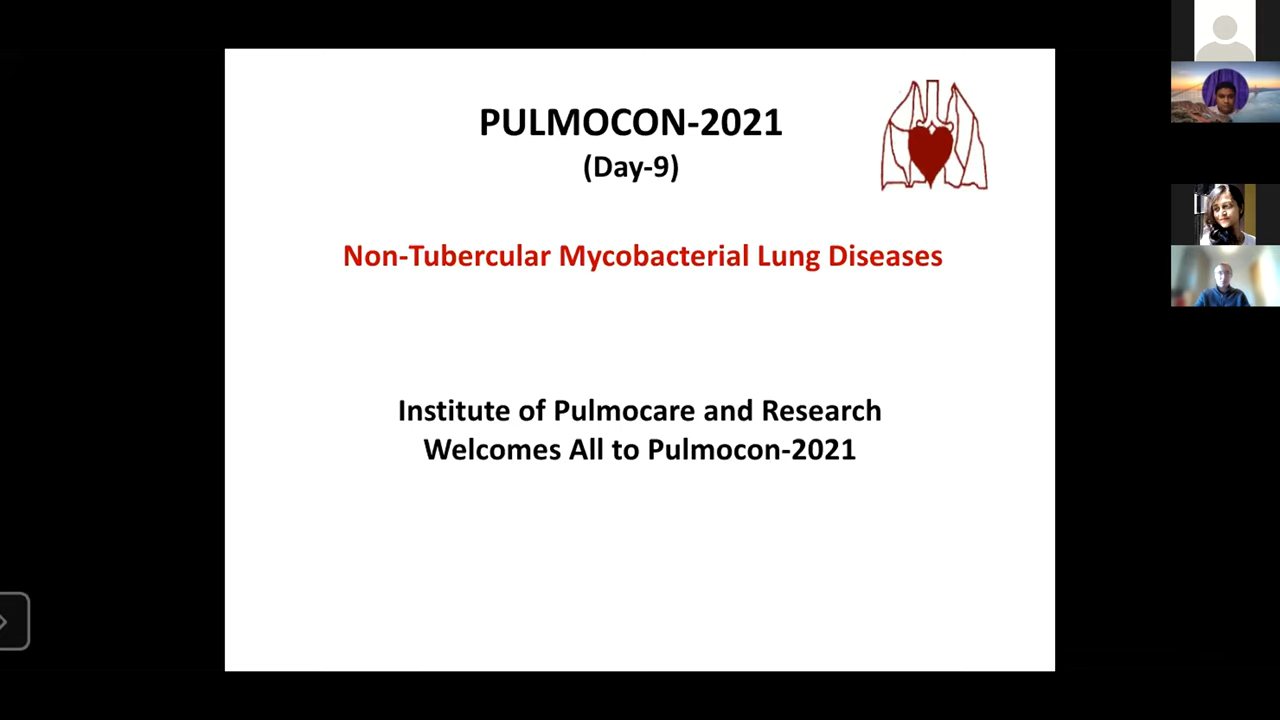 PULMOCON-2021
(Day-9)
Non-Tubercular Mycobacterial Lung Diseases
Institute of Pulmocare and Research
Welcomes All to Pulmocon-2021